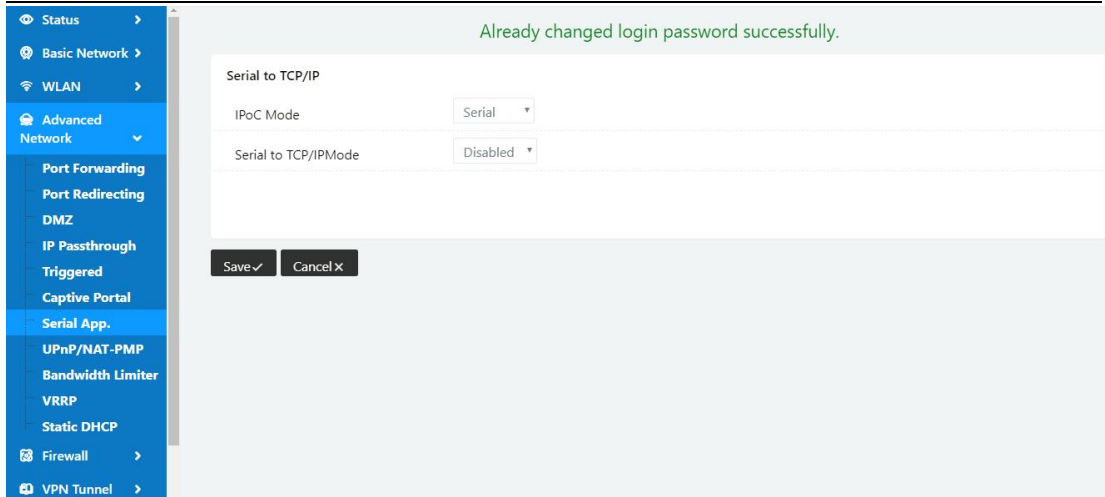 Status
Basic Network
WLAN
Advanced
Network
Port Forwarding
Port Redirecting
DMZ
IP Passthrough
Triggered
Captive Portal
Serial App.
UPnP/NAT-PMP
Bandwidth Limiter
VRRP
Static DHCP
Firewall
VPN Tunnel
Already changed login password successfully.
Serial to TCP/IP
IPoC Mode Serial
Serial to TCP/IPMode Disabled
Save Cancel